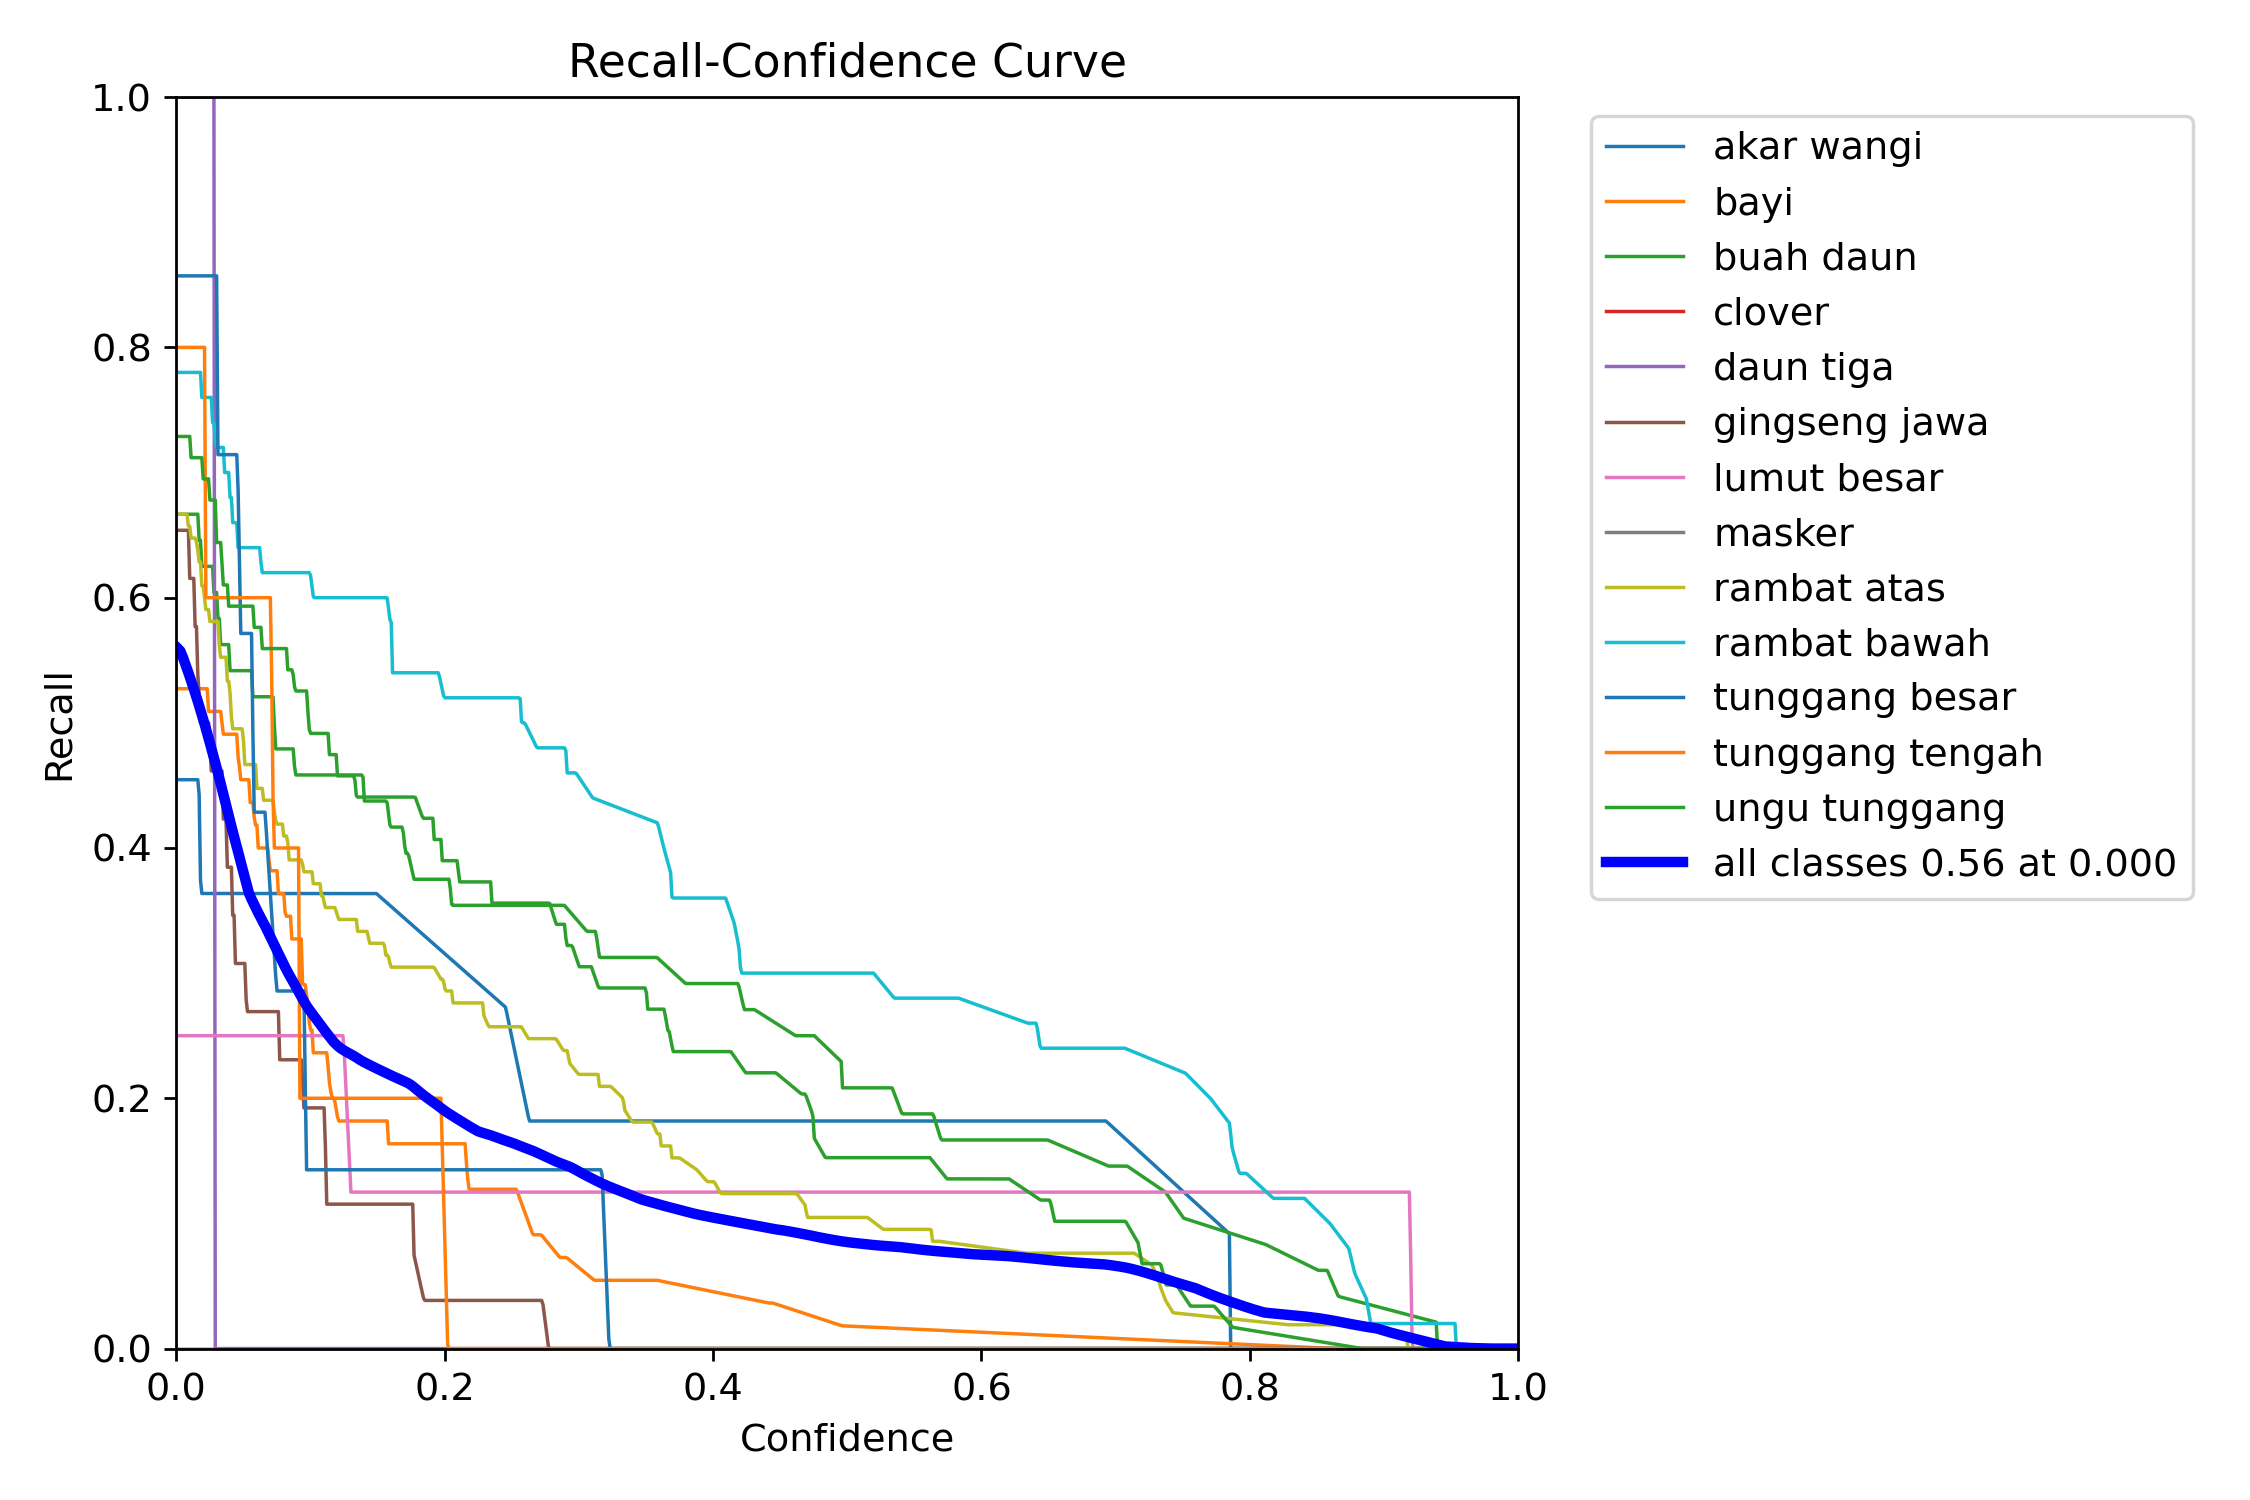 Recall-Confidence Curve
1.0
0.8
0.6
0.4
0.2
0.0
Recall
0.0 0.2 0.4 0.6 0.8 1.0
Confidence
akar wangi
bayi
buah daun
clover
daun tiga
gingseng jawa
lumut besar
masker
rambat atas
rambat bawah
tunggang besar
tunggang tengah
ungu tunggang
all classes 0.56 at 0.000